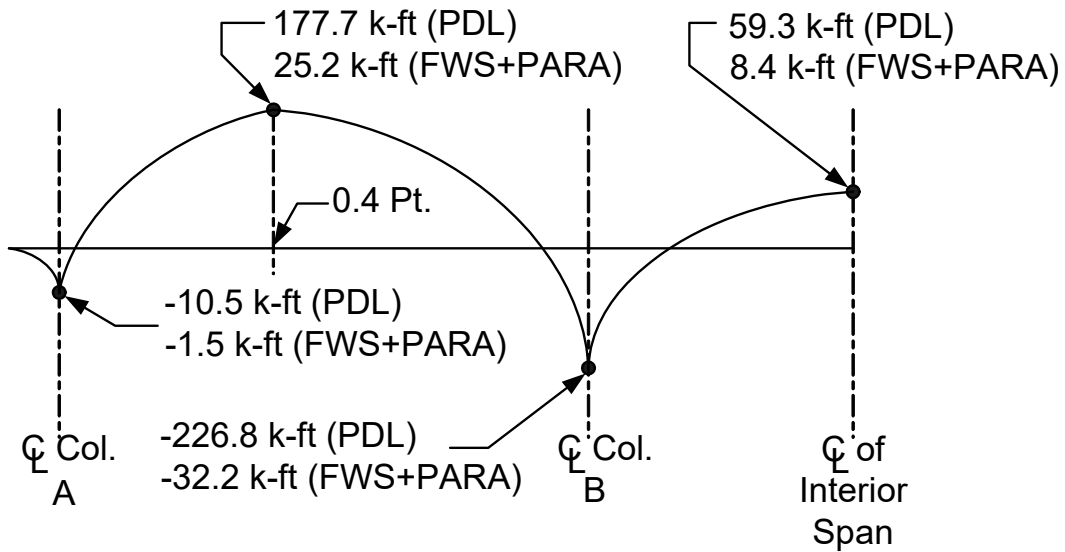 177.7 k-ft (PDL)
25.2 k-ft (FWS+PARA)
59.3 k-ft (PDL)
8.4 k-ft (FWS+PARA)
0.4 Pt.
-10.5 k-ft (PDL)
-1.5 k-ft (FWS+PARA)
-226.8 k-ft (PDL)
-32.2 k-ft (FWS+PARA)
℄ Col.
A
℄ Col.
B
℄ of
Interior
Span